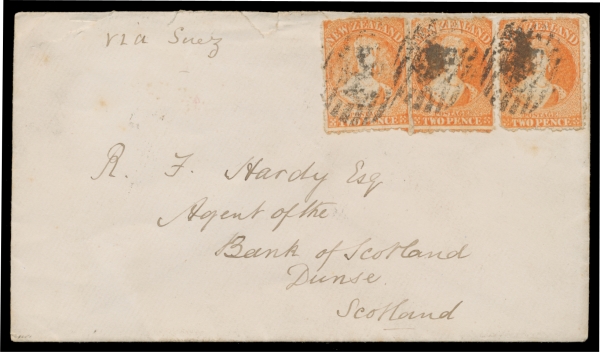 via Suez
NEW ZEALAND
NEW ZEALAND
ZEALAND
TWO PENCE
TWO PENCE
TWO PENCE
R. F. Hardy Esq
Agent of the
Bank of Scotland
Dunse
Scotland